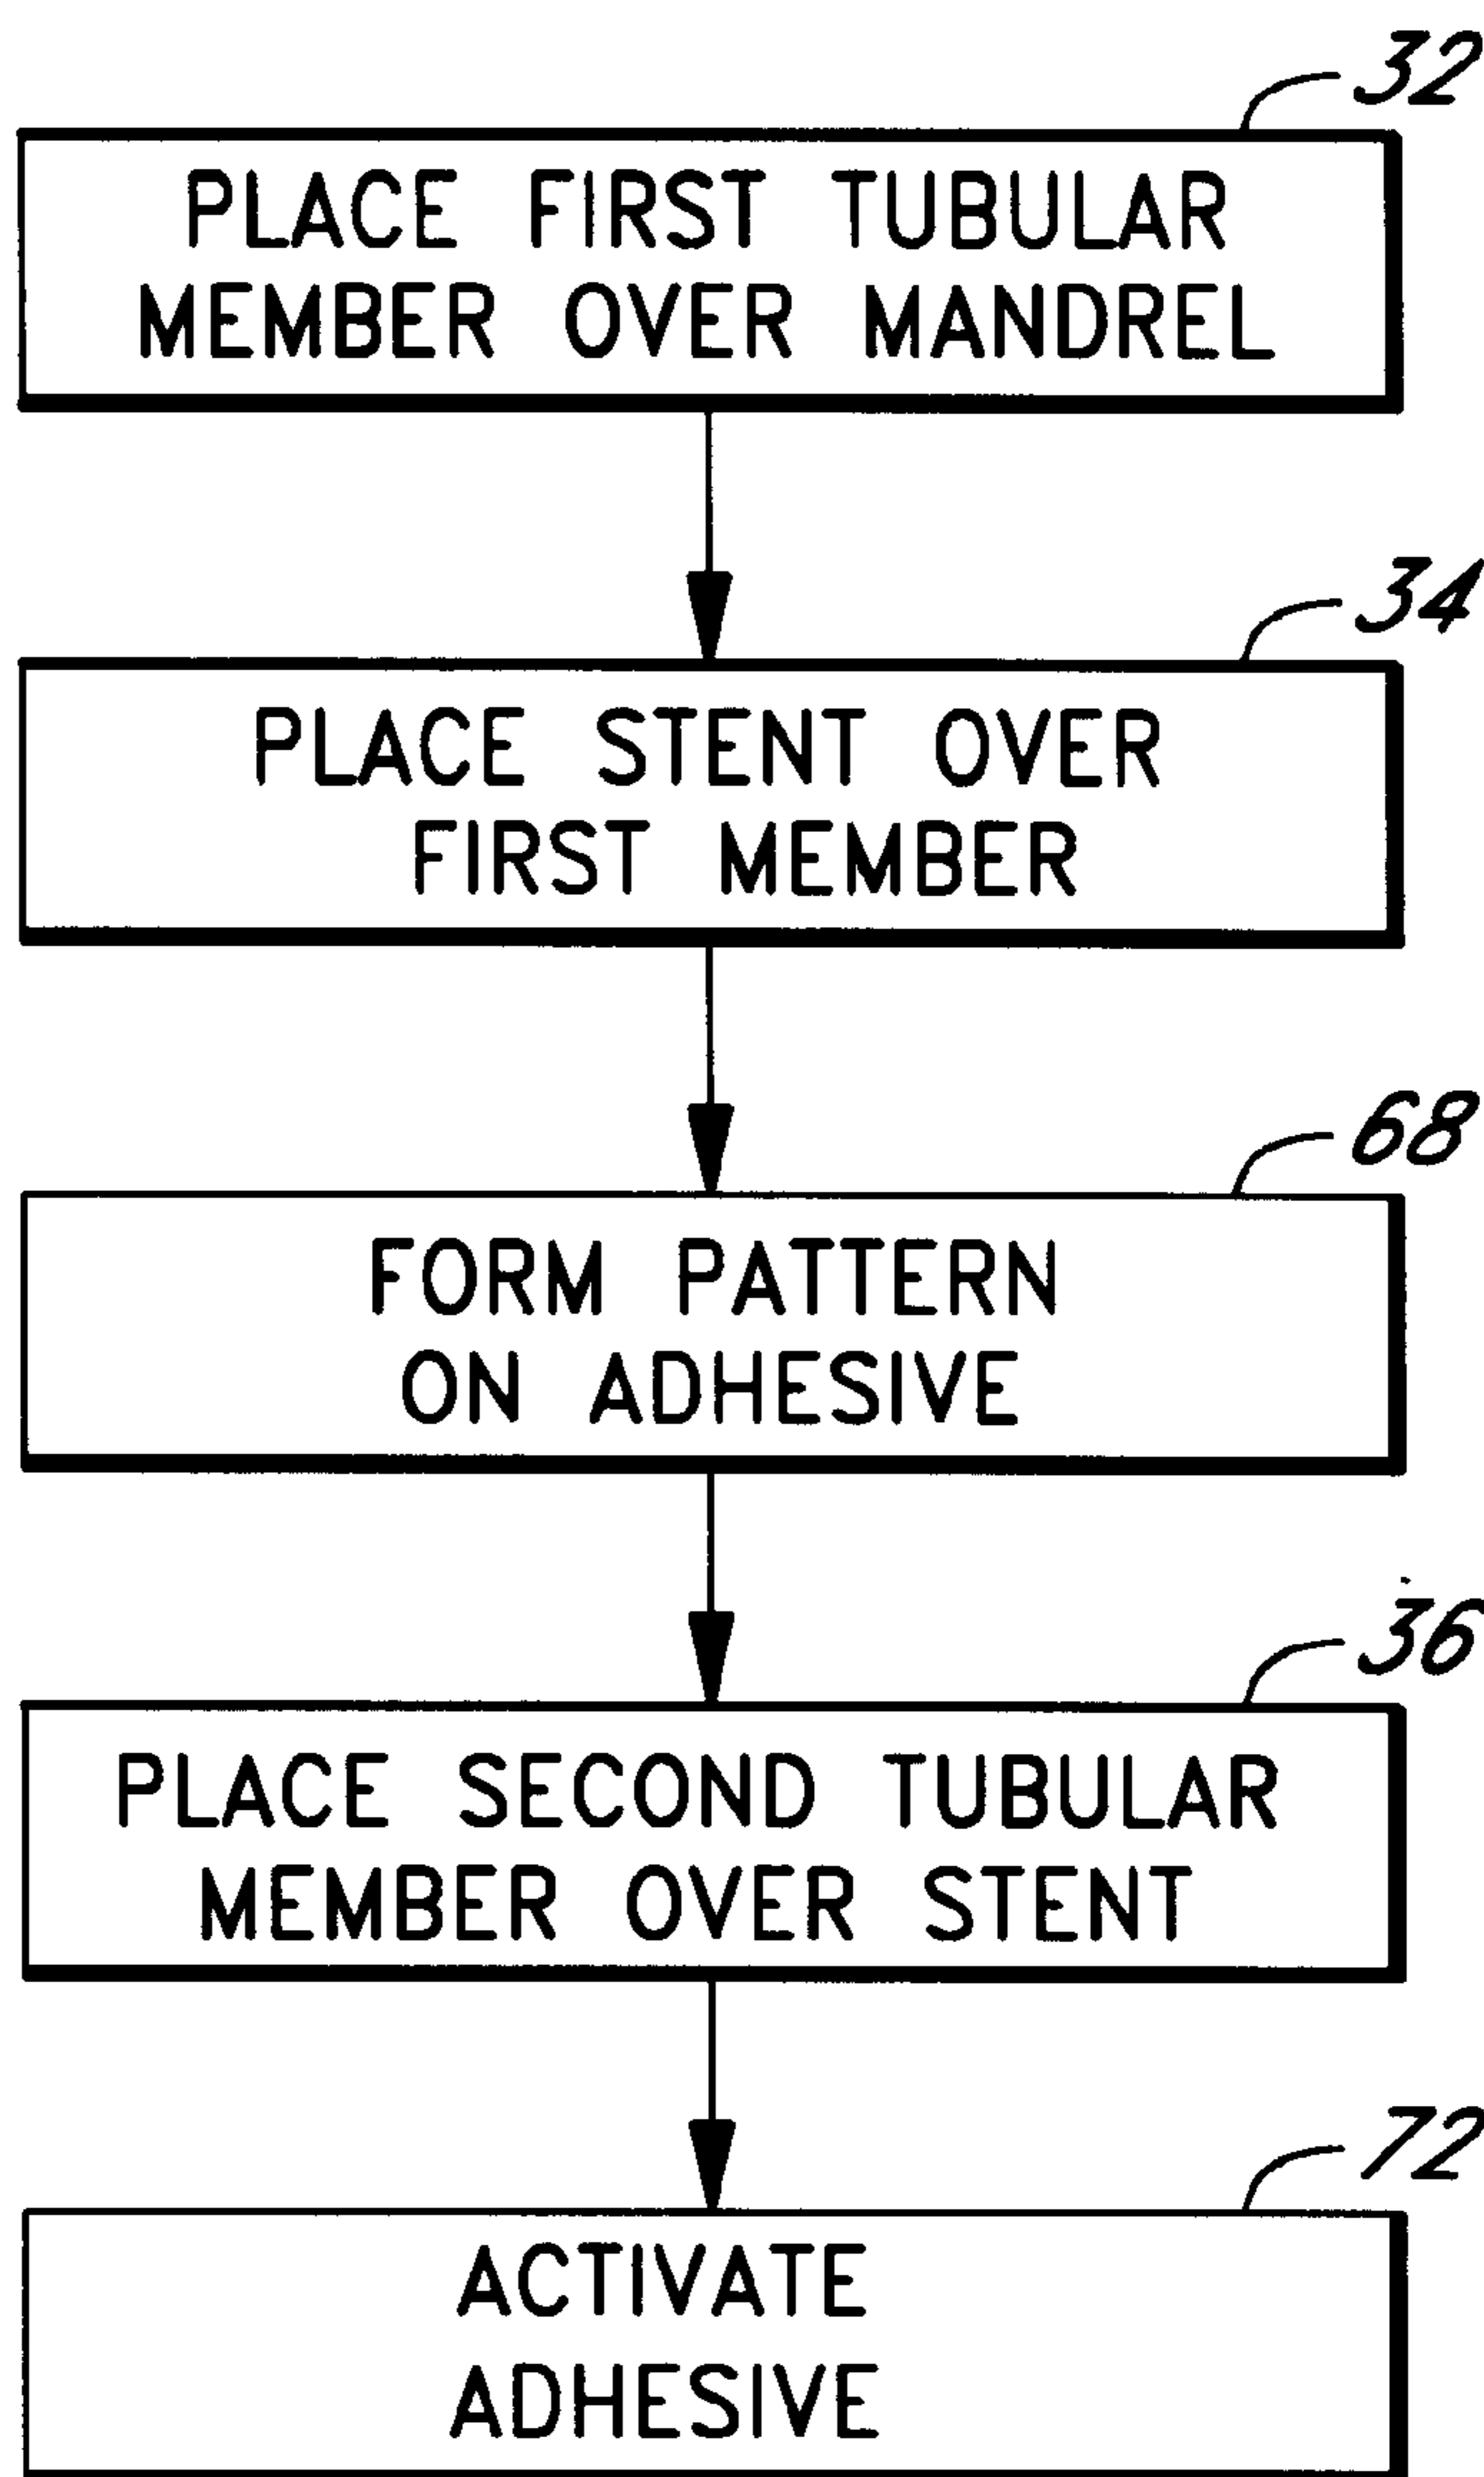 32
PLACE FIRST TUBULAR
MEMBER OVER MANDREL
34
PLACE STENT OVER
FIRST MEMBER
68
FORM PATTERN
ON ADHESIVE
36
PLACE SECOND TUBULAR
MEMBER OVER STENT
72
ACTIVATE
ADHESIVE